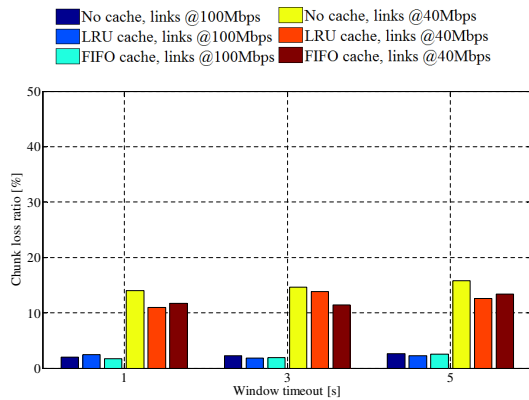 No cache, links @100Mbps
No cache, links @40Mbps
LRU cache, links @100Mbps
LRU cache, links @40Mbps
FIFO cache, links @100Mbps
FIFO cache, links @40Mbps
50
40
30
20
10
0
Chunk loss ratio [%]
1
3
5
Window timeout [s]